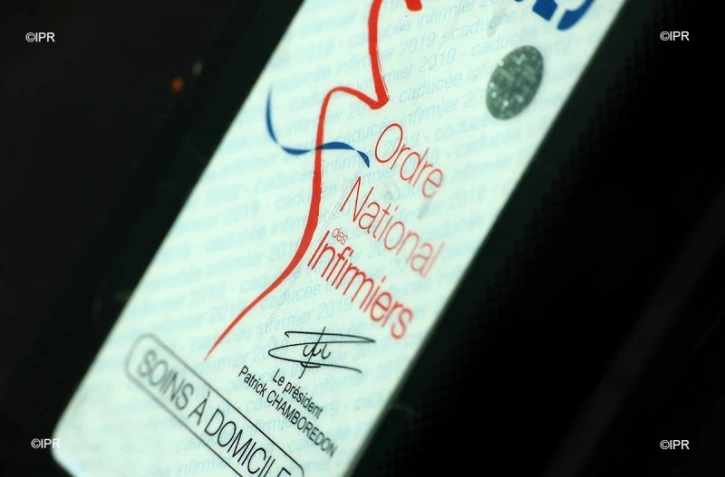 ©IPR
©IPR
Ordre
National
des
Infirmiers
Le président
Patrick CHAMBOREDON
SOINS À DOMICILE
©IPR
©IPR